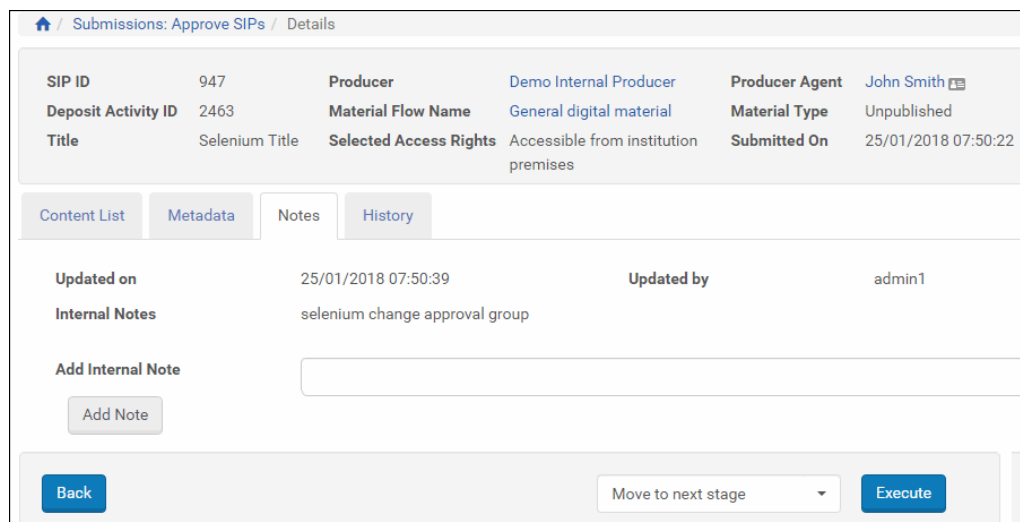 / Submissions: Approve SIPs / Details
SIP ID 947 Producer Demo Internal Producer Producer Agent John Smith
Deposit Activity ID 2463 Material Flow Name General digital material Material Type Unpublished
Title Selenium Title Selected Access Rights Accessible from institution Submitted On 25/01/2018 07:50:22
premises
Content List Metadata Notes History
Updated on 25/01/2018 07:50:39 Updated by admin1
Internal Notes selenium change approval group
Add Internal Note
Add Note
Back Move to next stage Execute